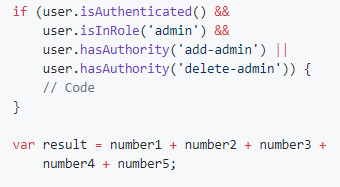 if (user.isAuthenticated() &&
    user.isInRole('admin') &&
    user.hasAuthority('add-admin') ||
    user.hasAuthority('delete-admin')) {
    // Code
}

var result = number1 + number2 + number3 +
    number4 + number5;